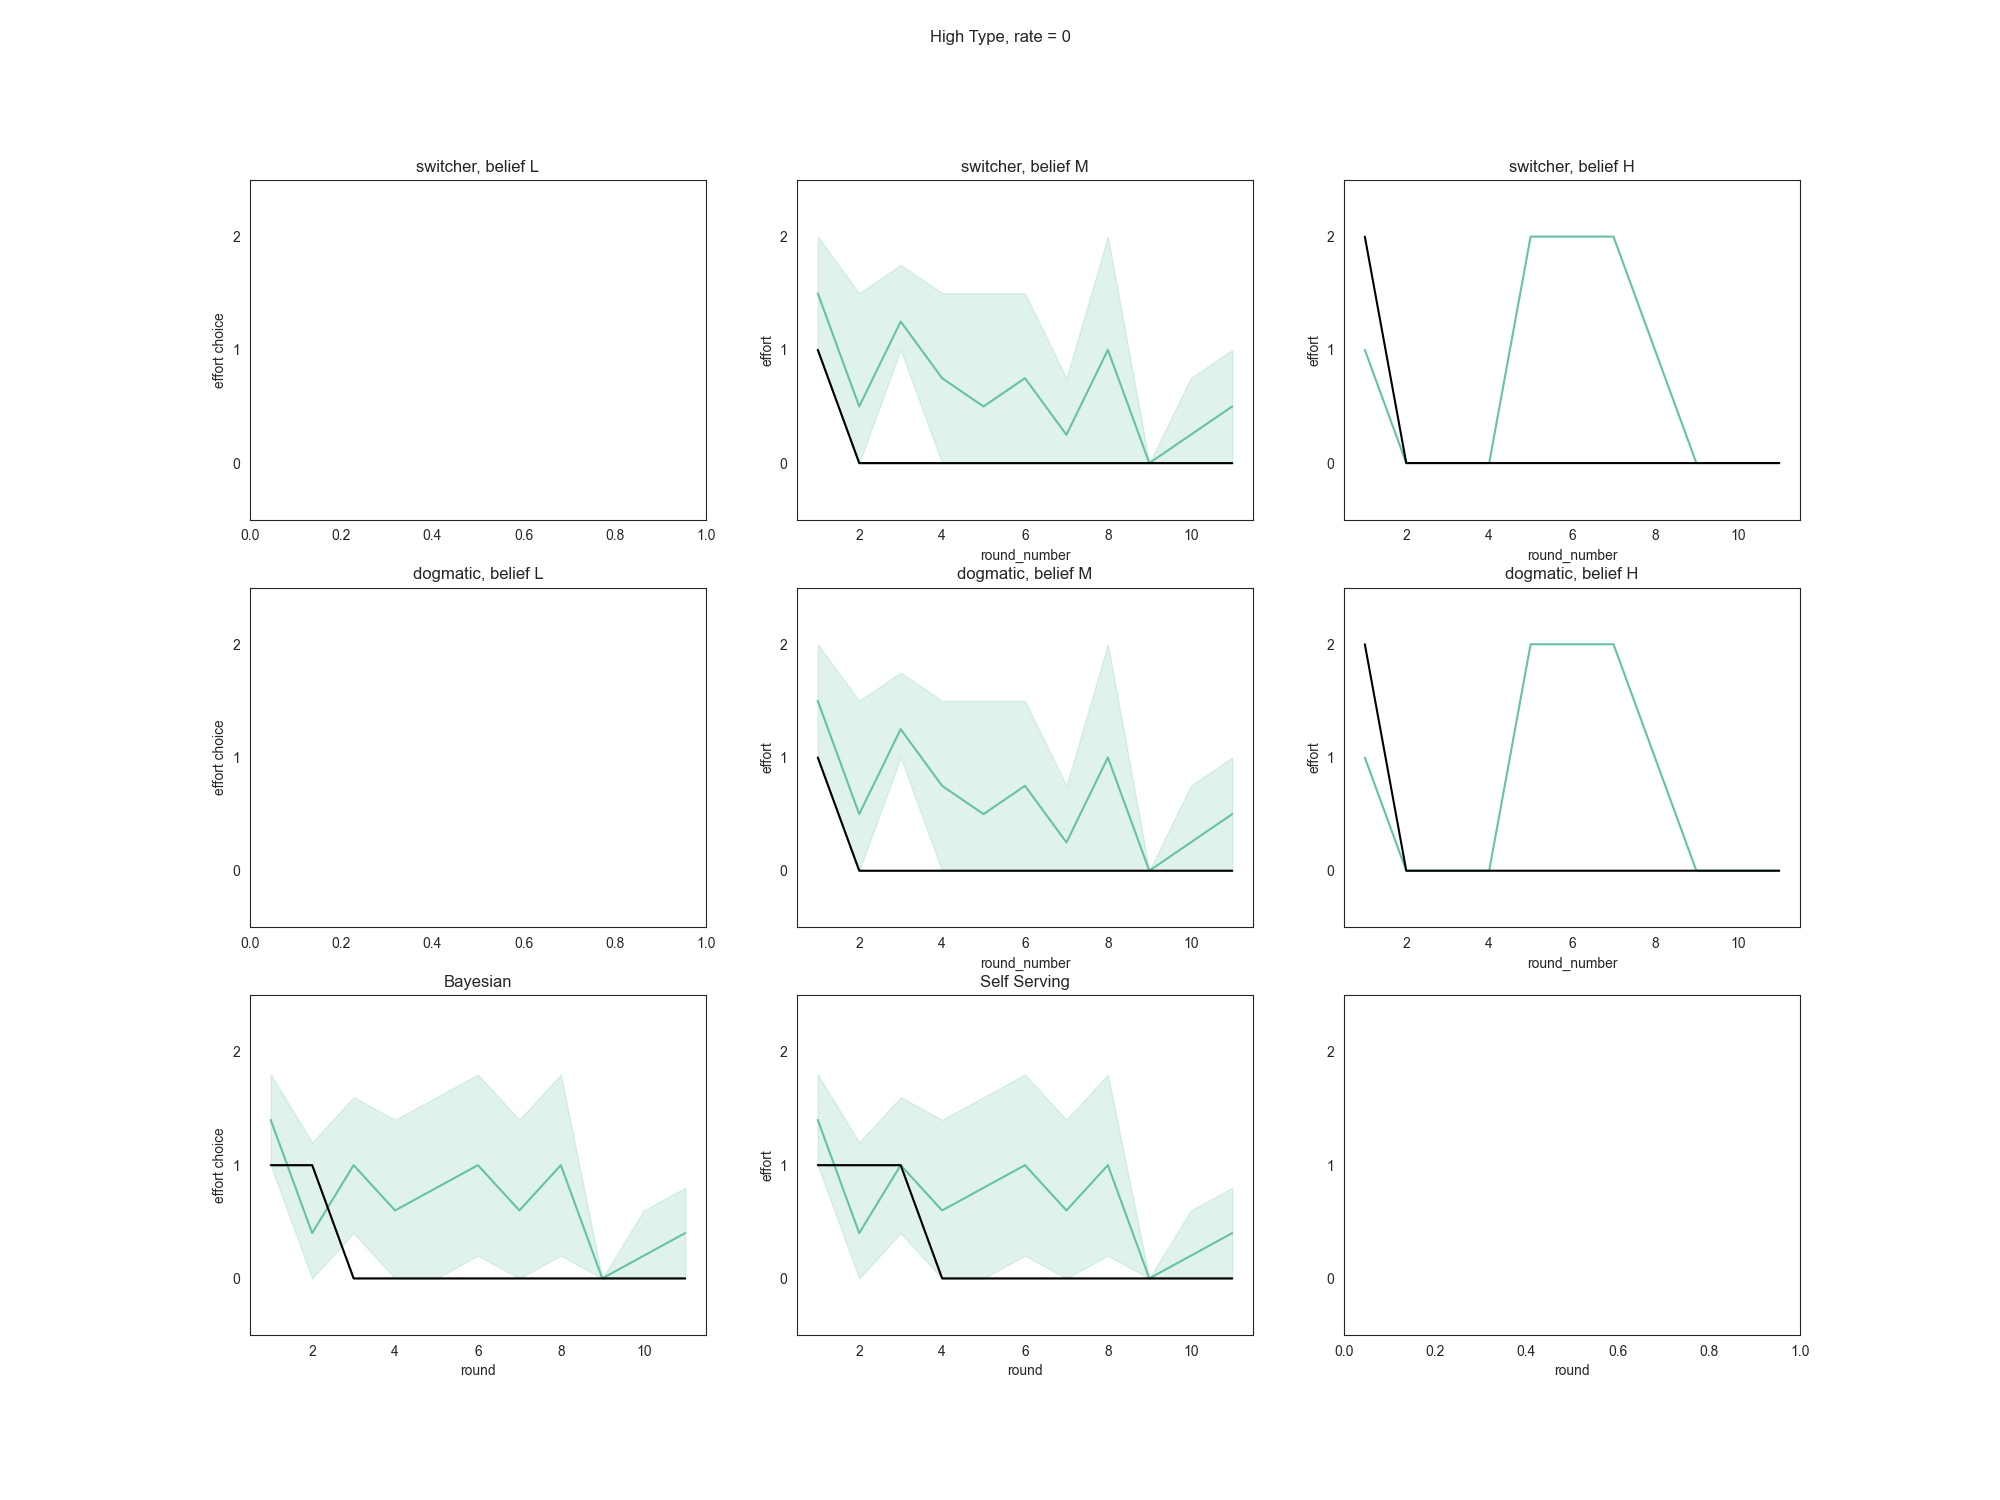 High Type, rate = 0
switcher, belief L
switcher, belief M
switcher, belief H
effort choice
2
1
0
0.0 0.2 0.4 0.6 0.8 1.0
effort
2
1
0
2 4 6 8 10
round_number
effort
2
1
0
2 4 6 8 10
round_number
dogmatic, belief L
dogmatic, belief M
dogmatic, belief H
effort choice
2
1
0
0.0 0.2 0.4 0.6 0.8 1.0
effort
2
1
0
2 4 6 8 10
round_number
effort
2
1
0
2 4 6 8 10
round_number
Bayesian
Self Serving
effort choice
2
1
0
2 4 6 8 10
round
effort
2
1
0
2 4 6 8 10
round
2
1
0
0.0 0.2 0.4 0.6 0.8 1.0
round